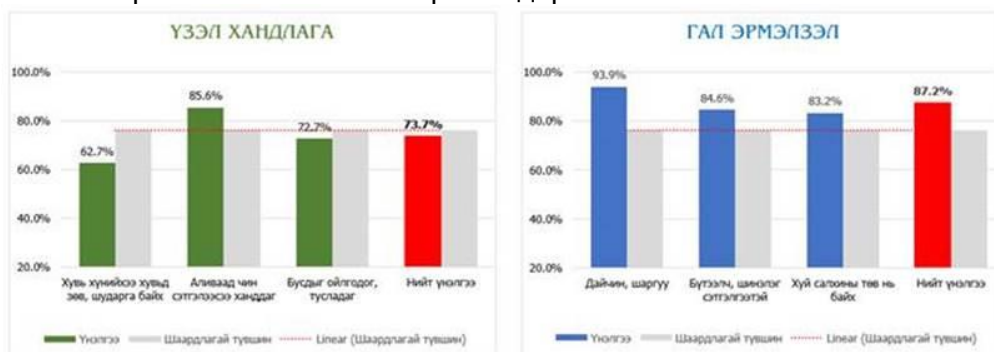 ҮЗЭЛ ХАНДЛАГА
100.0%
80.0%
60.0%
40.0%
20.0%
62.7%
85.6%
72.7%
73.7%
Хувь хүнийхээ хувьд зөв, шударга байх
Аливаад чин сэтгэлээсээ ханддаг
Бусдыг ойлгодог, тусладаг
Нийт үнэлгээ
Үнэлгээ
Шаардлагай түвшин
Linear (Шаардлагай түвшин)
ГАЛ ЭРМЭЛЗЭЛ
100.0%
80.0%
60.0%
40.0%
20.0%
93.9%
84.6%
83.2%
87.2%
Дайчин, шаргуу
Бүтээлч, шинэлэг сэтгэлгээтэй
Хуй салхины төв нь байх
Нийт үнэлгээ
Үнэлгээ
Шаардлагай түвшин
Linear (Шаардлагай түвшин)